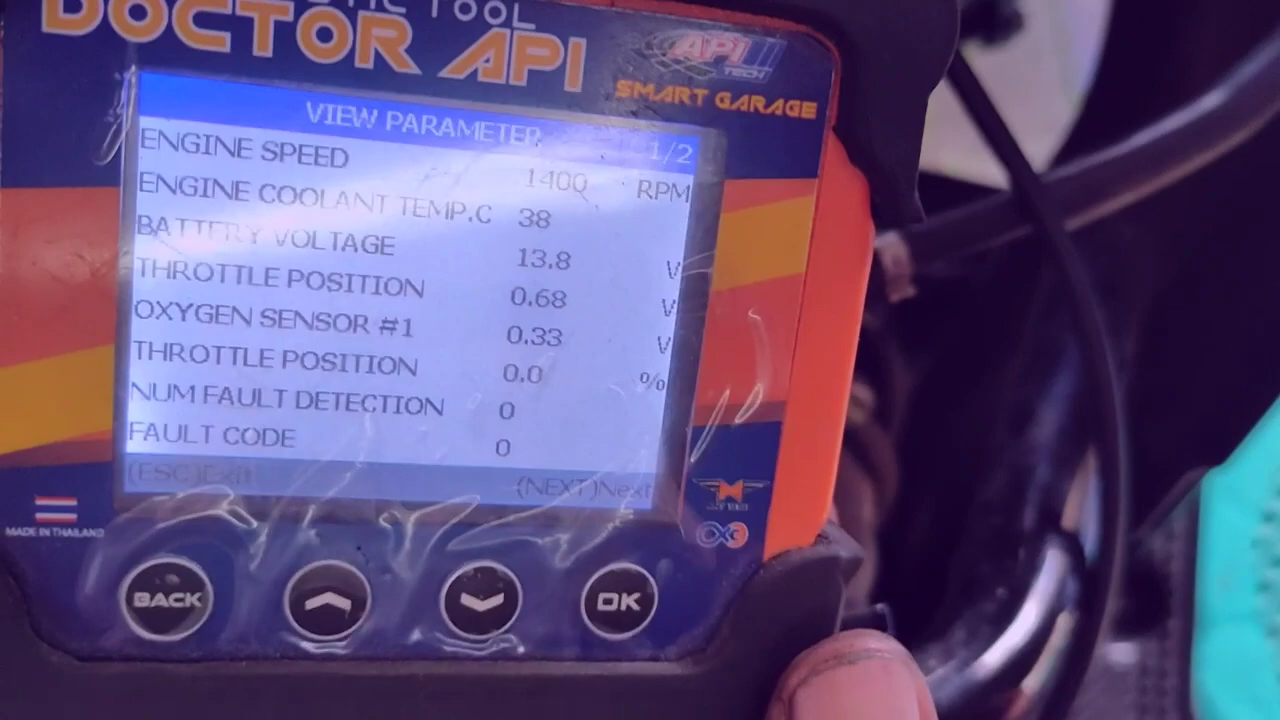 TOOL
DOCTOR API
API
TECH
SMART GARAGE
VIEW PARAMETER 1/2
ENGINE SPEED 1400 RPM
ENGINE COOLANT TEMP.C 38
BATTERY VOLTAGE 13.8 V
THROTTLE POSITION 0.68 V
OXYGEN SENSOR #1 0.33 V
THROTTLE POSITION 0.0 %
NUM FAULT DETECTION 0
FAULT CODE 0
(ESC)Exit (NEXT)Next
MADE IN THAILAND
BACK
OK